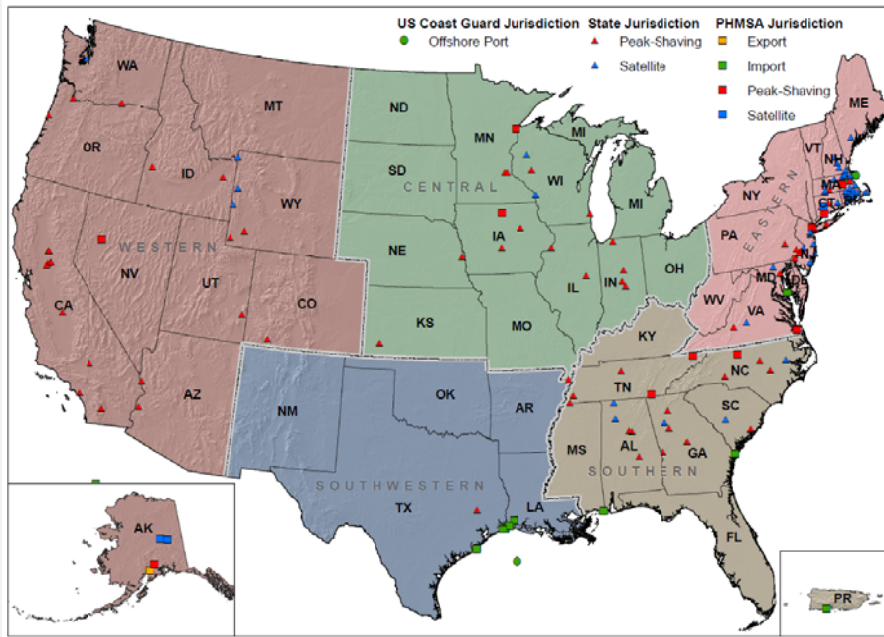 US Coast Guard Jurisdiction State Jurisdiction PHMSA Jurisdiction
Offshore Port Peak-Shaving Export
Satellite Import
Peak-Shaving
Satellite
WA
MT
ND
MN
MI
ME
VT
NH
OR
ID
SD
CENTRAL
WI
MI
NY
MA
CT
RI
WY
EASTERN
WESTERN
IA
PA
NJ
NE
OH
NV
UT
IL
IN
MD
DE
CA
CO
WV
VA
KS
MO
KY
AZ
NM
OK
AR
TN
NC
SC
MS
AL
GA
SOUTHERN
SOUTHWESTERN
TX
LA
FL
AK
PR